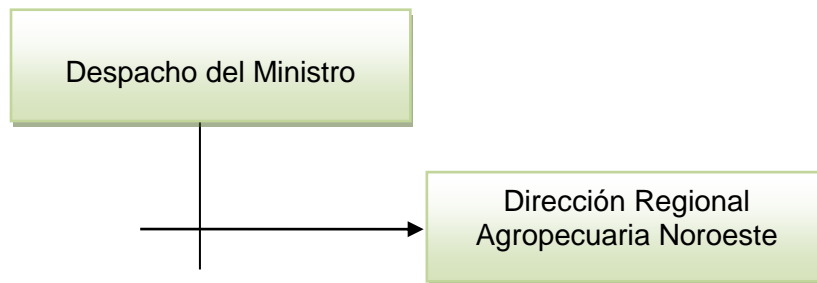 Despacho del Ministro
Dirección Regional
Agropecuaria Noroeste